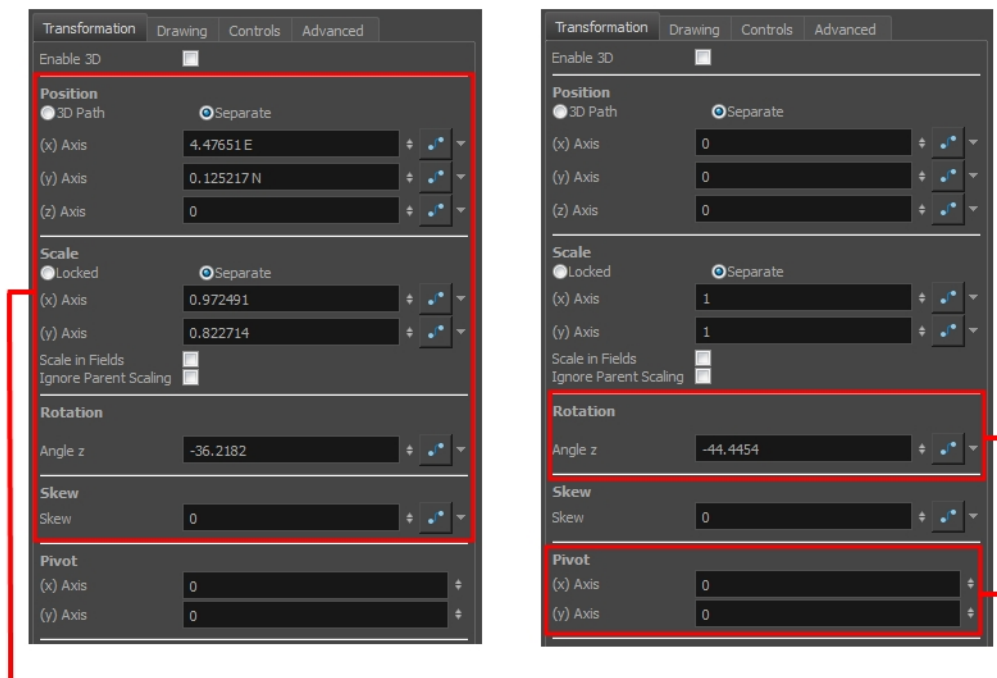 Transformation Drawing Controls Advanced
Enable 3D
Position
3D Path Separate
(x) Axis 4.47651 E
(y) Axis 0.125217 N
(z) Axis 0
Scale
Locked Separate
(x) Axis 0.972491
(y) Axis 0.822714
Scale in Fields
Ignore Parent Scaling
Rotation
Angle z -36.2182
Skew
Skew 0
Pivot
(x) Axis 0
(y) Axis 0
Transformation Drawing Controls Advanced
Enable 3D
Position
3D Path Separate
(x) Axis 0
(y) Axis 0
(z) Axis 0
Scale
Locked Separate
(x) Axis 1
(y) Axis 1
Scale in Fields
Ignore Parent Scaling
Rotation
Angle z -44.4454
Skew
Skew 0
Pivot
(x) Axis 0
(y) Axis 0